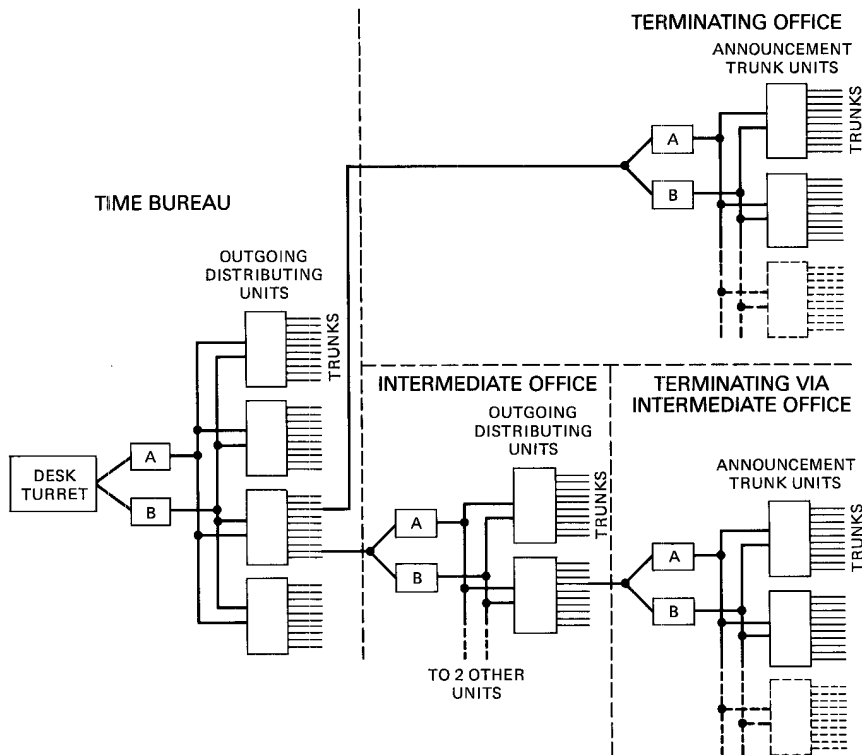 TERMINATING OFFICE
ANNOUNCEMENT
TRUNK UNITS
TRUNKS
A
B
TIME BUREAU
OUTGOING
DISTRIBUTING
UNITS
TRUNKS
A
B
DESK
TURRET
INTERMEDIATE OFFICE
OUTGOING
DISTRIBUTING
UNITS
TRUNKS
A
B
TO 2 OTHER
UNITS
TERMINATING VIA
INTERMEDIATE OFFICE
ANNOUNCEMENT
TRUNK UNITS
A
B